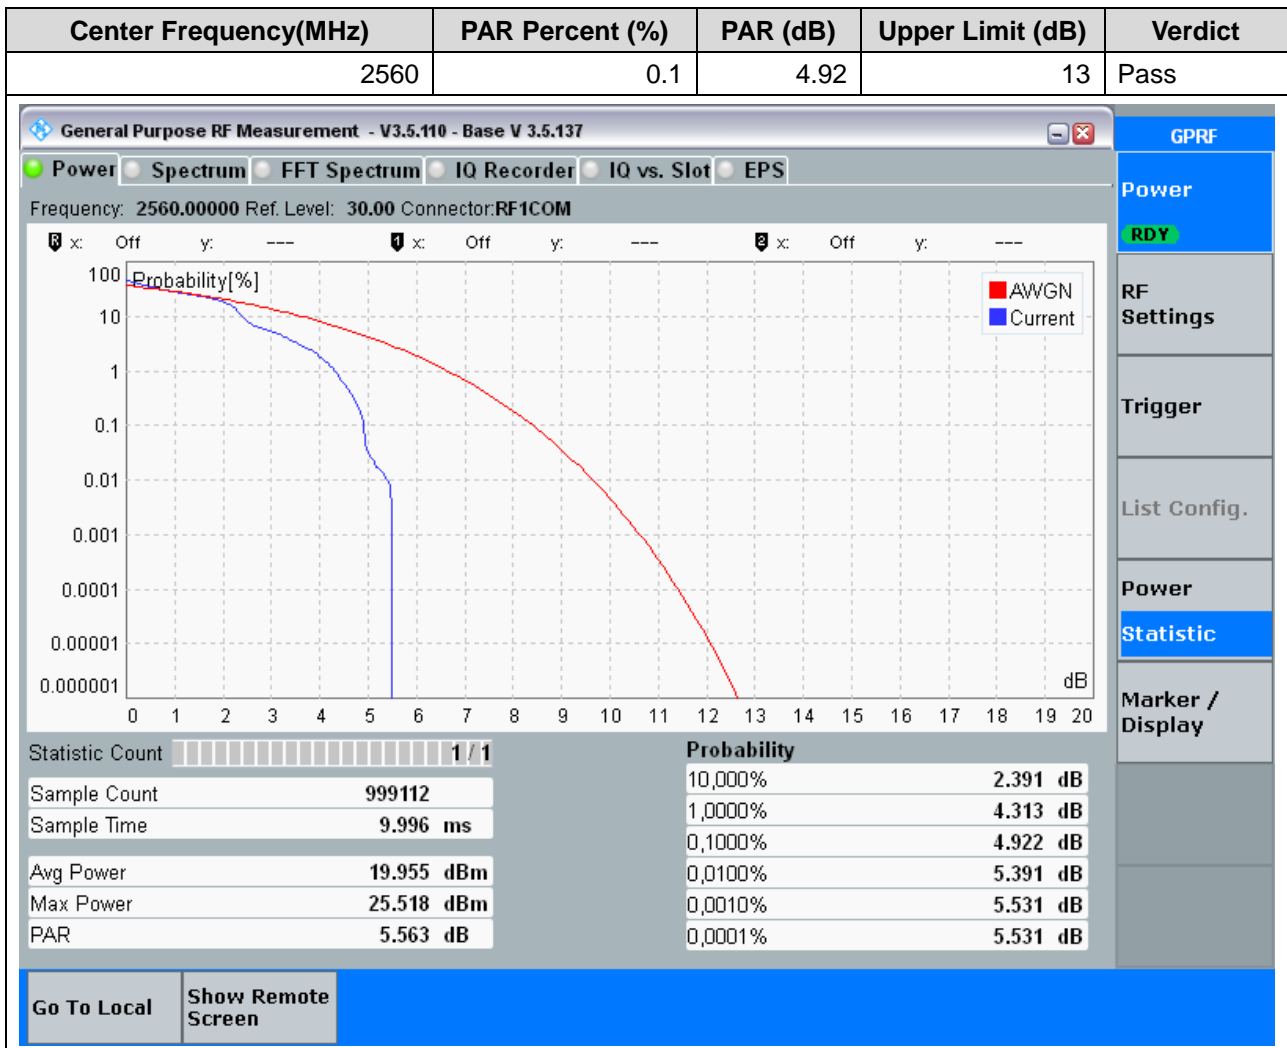 Center Frequency(MHz) PAR Percent (%) PAR (dB) Upper Limit (dB) Verdict
2560 0.1 4.92 13 Pass
General Purpose RF Measurement - V3.5.110 - Base V 3.5.137
GPRF
Power Spectrum FFT Spectrum IQ Recorder IQ vs. Slot EPS
Power
RDY
Frequency: 2560.00000 Ref. Level: 30.00 Connector:RF1COM
R x: Off y: --- 1 x: Off y: --- 2 x: Off y: ---
Probability[%]
AWGN
Current
100
10
1
0.1
0.01
0.001
0.0001
0.00001
0.000001
dB
0 1 2 3 4 5 6 7 8 9 10 11 12 13 14 15 16 17 18 19 20
RF
Settings
Trigger
List Config.
Power
Statistic
Marker /
Display
Statistic Count 1 / 1
Sample Count 999112
Sample Time 9.996 ms
Avg Power 19.955 dBm
Max Power 25.518 dBm
PAR 5.563 dB
Probability
10,000% 2.391 dB
1,0000% 4.313 dB
0,1000% 4.922 dB
0,0100% 5.391 dB
0,0010% 5.531 dB
0,0001% 5.531 dB
Go To Local
Show Remote
Screen